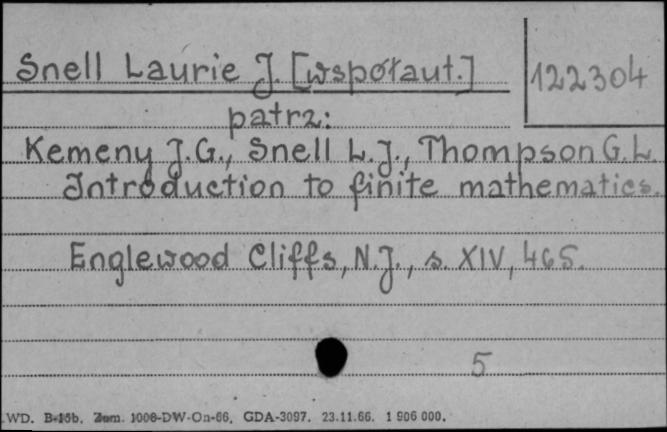 Snell Laurie J. [współaut.]
122304
patrz:
Kemeny J.G., Snell L.J., Thompson G.L.
Introduction to finite mathematics.
Englewood Cliffs, N.J., s. XIV, 465.
5
WD. B-16b. Zam. 1006-DW-On-66. GDA-3097. 23.11.66. 1 906 000.